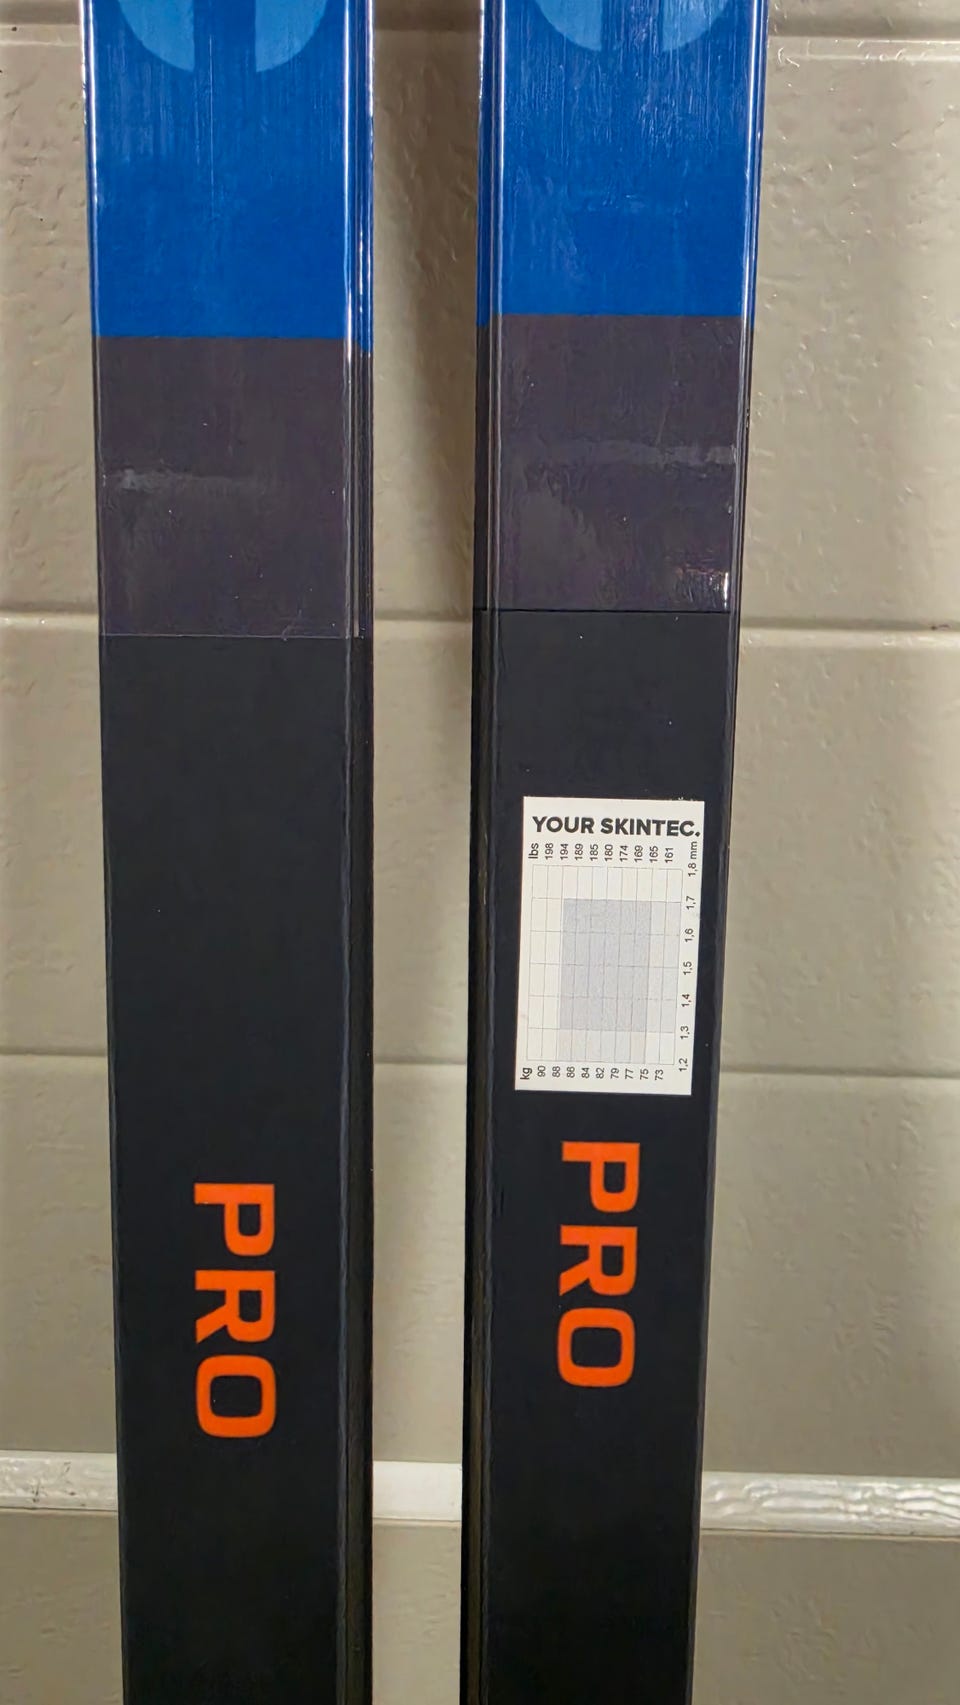 YOUR SKINTEC.
lbs 198 194 189 185 180 174 169 165 161
1,8 mm
1,7
1,6
1,5
1,4
1,3
1,2
kg 90 88 86 84 82 79 77 75 73
PRO
PRO